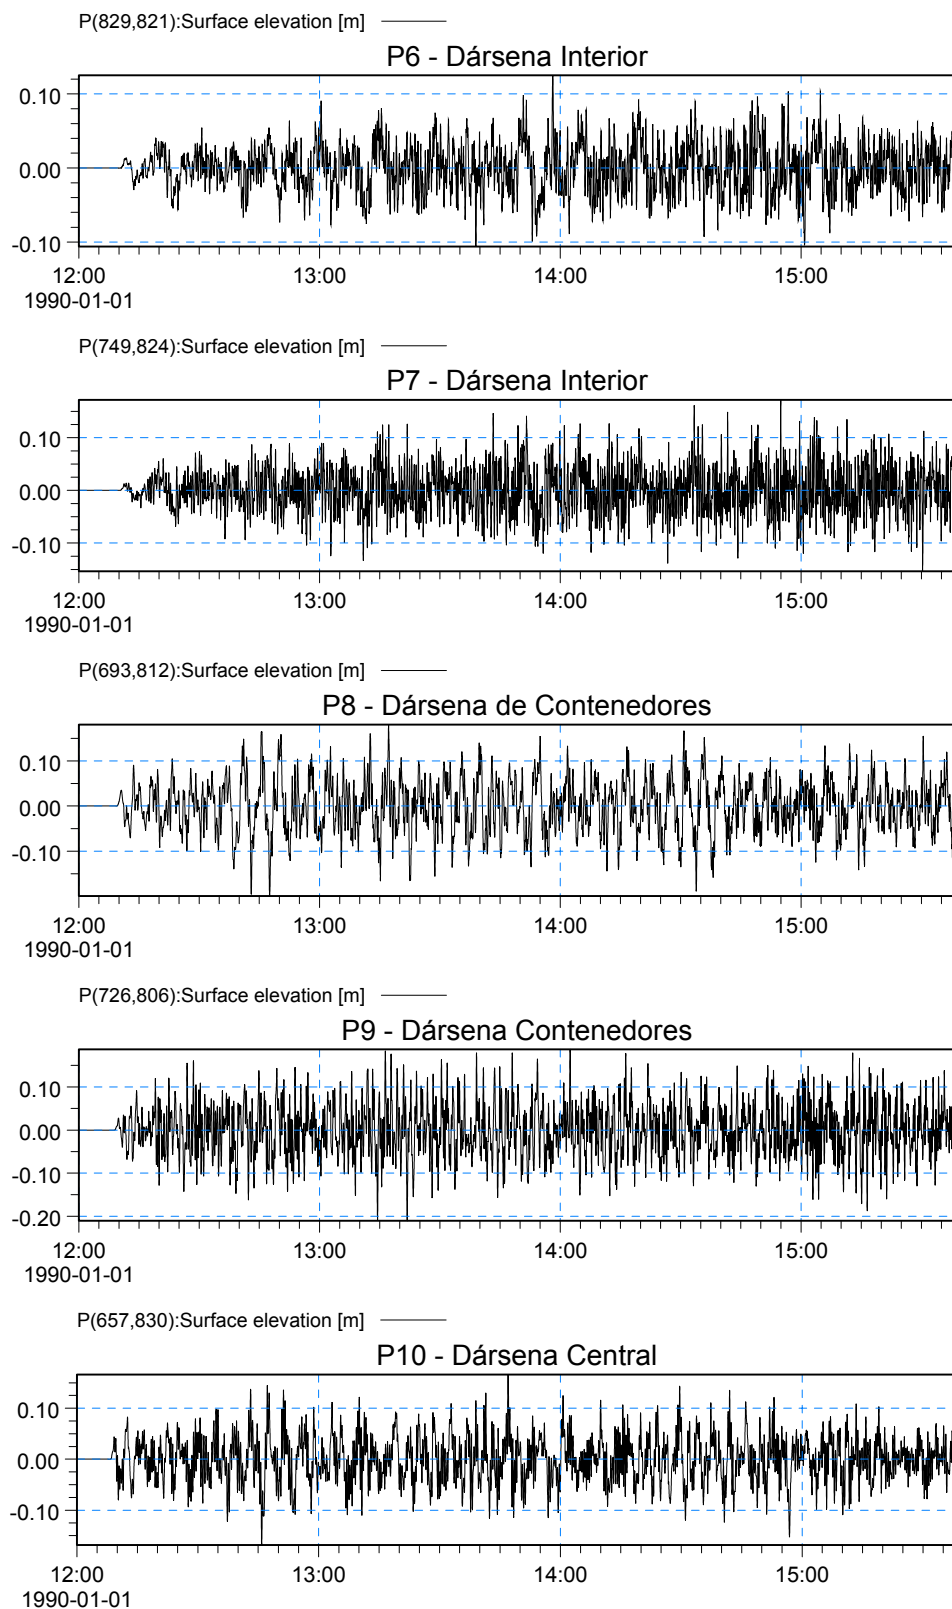 P(829,821):Surface elevation [m]
P6 - Dársena Interior
0.10
0.00
-0.10
12:00 13:00 14:00 15:00
1990-01-01
P(749,824):Surface elevation [m]
P7 - Dársena Interior
0.10
0.00
-0.10
12:00 13:00 14:00 15:00
1990-01-01
P(693,812):Surface elevation [m]
P8 - Dársena de Contenedores
0.10
0.00
-0.10
12:00 13:00 14:00 15:00
1990-01-01
P(726,806):Surface elevation [m]
P9 - Dársena Contenedores
0.10
0.00
-0.10
-0.20
12:00 13:00 14:00 15:00
1990-01-01
P(657,830):Surface elevation [m]
P10 - Dársena Central
0.10
0.00
-0.10
12:00 13:00 14:00 15:00
1990-01-01